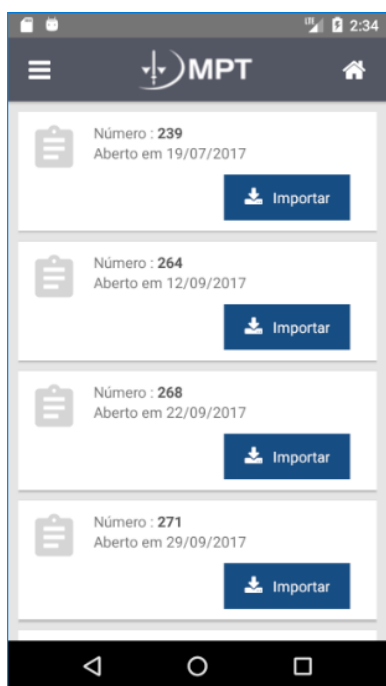 2:34
MPT
Número : 239
Aberto em 19/07/2017
Importar
Número : 264
Aberto em 12/09/2017
Importar
Número : 268
Aberto em 22/09/2017
Importar
Número : 271
Aberto em 29/09/2017
Importar